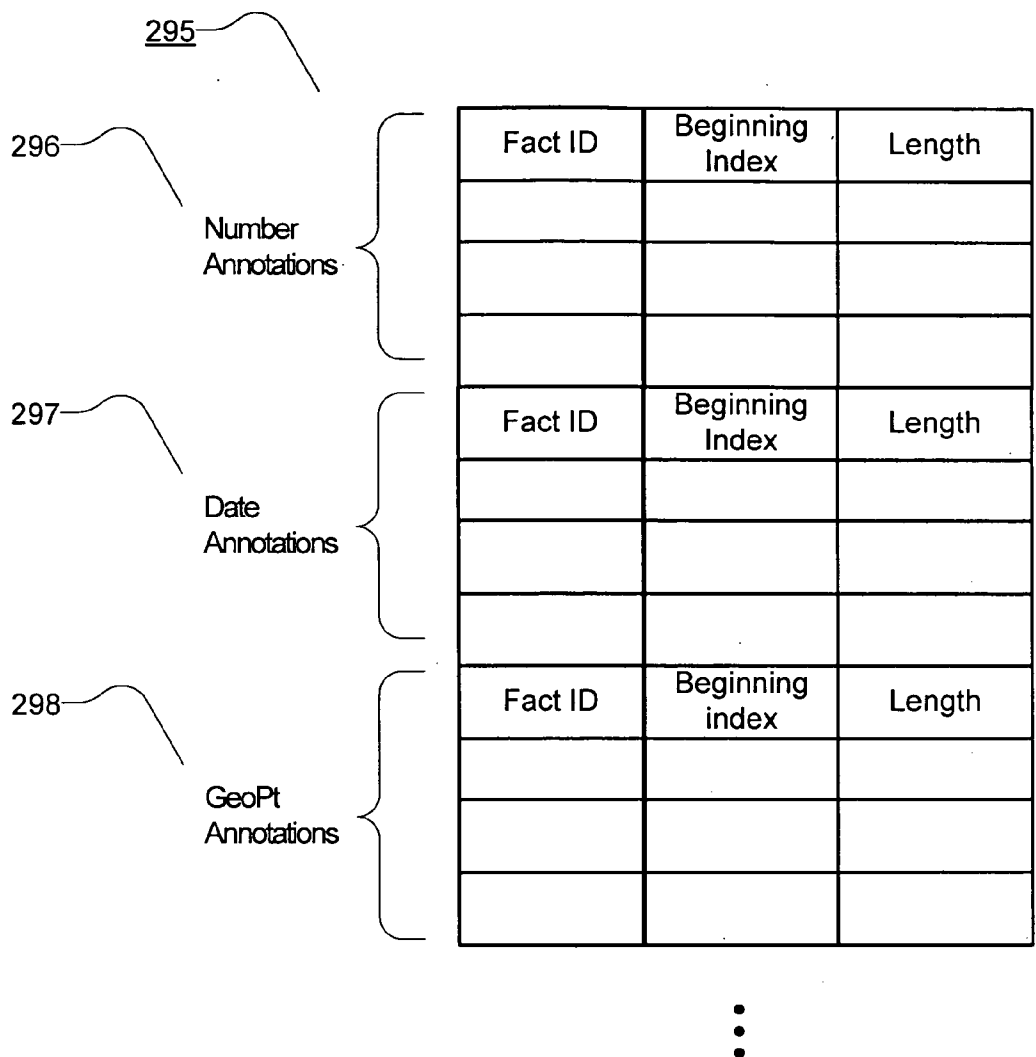 295
296
Fact ID
Beginning
Index
Length
Number
Annotations
297
Fact ID
Beginning
Index
Length
Date
Annotations
298
Fact ID
Beginning
index
Length
GeoPt
Annotations